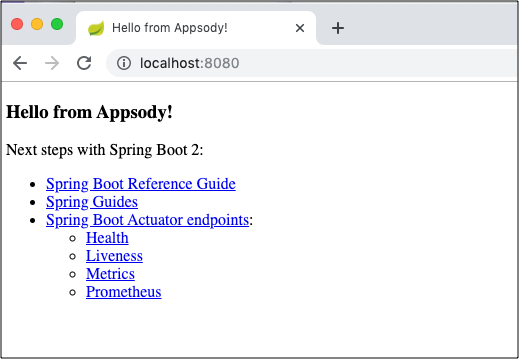 Hello from Appsody!
localhost:8080
Hello from Appsody!
Next steps with Spring Boot 2:
Spring Boot Reference Guide
Spring Guides
Spring Boot Actuator endpoints:
Health
Liveness
Metrics
Prometheus